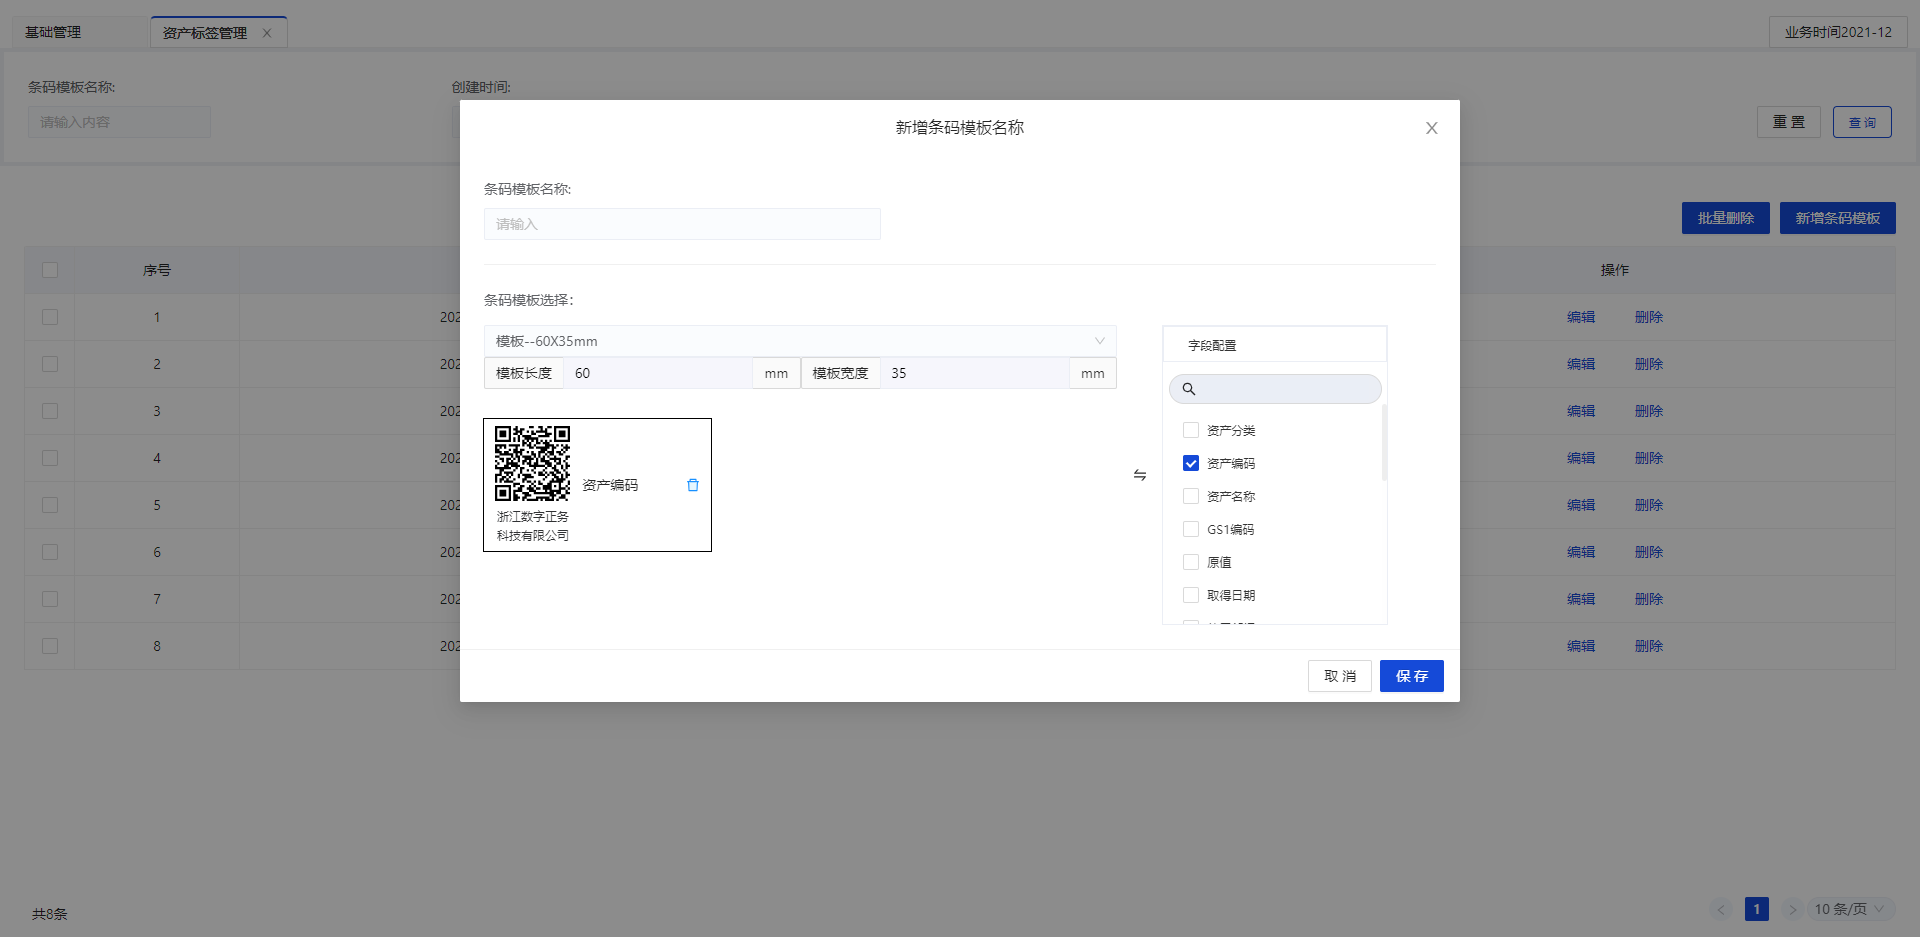 基础管理
资产标签管理
业务时间2021-12
条码模板名称:
创建时间:
请输入内容
重 置
查 询
批量删除
新增条码模板
序号
操作
1
202
编辑
删除
2
202
编辑
删除
3
202
编辑
删除
4
202
编辑
删除
5
202
编辑
删除
6
202
编辑
删除
7
202
编辑
删除
8
202
编辑
删除
共8条
1
10 条/页
新增条码模板名称
条码模板名称:
请输入
条码模板选择：
模板--60X35mm
模板长度
60
mm
模板宽度
35
mm
资产编码
浙江数字正务
科技有限公司
字段配置
资产分类
资产编码
资产名称
GS1编码
原值
取得日期
取 消
保 存